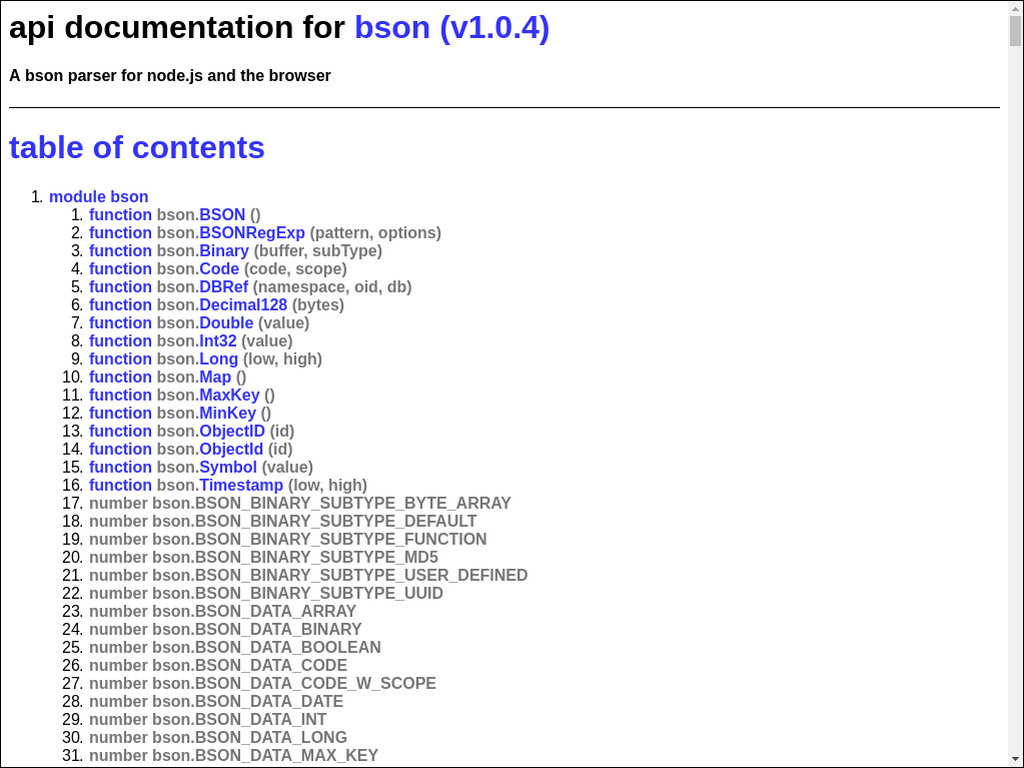 api documentation for bson (v1.0.4)
A bson parser for node.js and the browser
table of contents
1. module bson
1. function bson.BSON ()
2. function bson.BSONRegExp (pattern, options)
3. function bson.Binary (buffer, subType)
4. function bson.Code (code, scope)
5. function bson.DBRef (namespace, oid, db)
6. function bson.Decimal128 (bytes)
7. function bson.Double (value)
8. function bson.Int32 (value)
9. function bson.Long (low, high)
10. function bson.Map ()
11. function bson.MaxKey ()
12. function bson.MinKey ()
13. function bson.ObjectID (id)
14. function bson.ObjectId (id)
15. function bson.Symbol (value)
16. function bson.Timestamp (low, high)
17. number bson.BSON_BINARY_SUBTYPE_BYTE_ARRAY
18. number bson.BSON_BINARY_SUBTYPE_DEFAULT
19. number bson.BSON_BINARY_SUBTYPE_FUNCTION
20. number bson.BSON_BINARY_SUBTYPE_MD5
21. number bson.BSON_BINARY_SUBTYPE_USER_DEFINED
22. number bson.BSON_BINARY_SUBTYPE_UUID
23. number bson.BSON_DATA_ARRAY
24. number bson.BSON_DATA_BINARY
25. number bson.BSON_DATA_BOOLEAN
26. number bson.BSON_DATA_CODE
27. number bson.BSON_DATA_CODE_W_SCOPE
28. number bson.BSON_DATA_DATE
29. number bson.BSON_DATA_INT
30. number bson.BSON_DATA_LONG
31. number bson.BSON_DATA_MAX_KEY